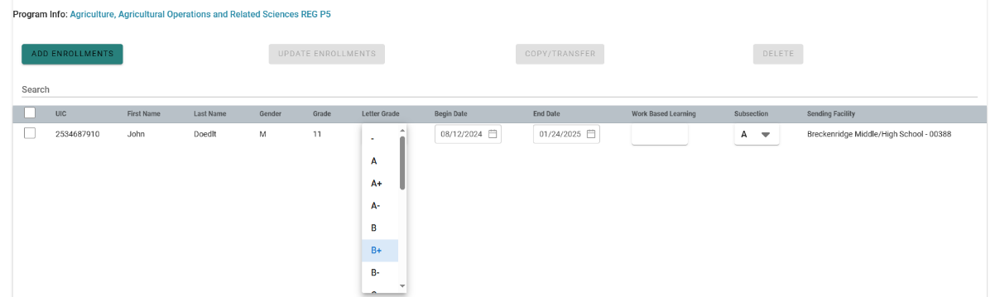 Program Info: Agriculture, Agricultural Operations and Related Sciences REG P5
ADD ENROLLMENTS UPDATE ENROLLMENTS COPY/TRANSFER DELETE
Search
UIC First Name Last Name Gender Grade Letter Grade Begin Date End Date Work Based Learning Subsection Sending Facility
2534687910 John Doedlt M 11 08/12/2024 01/24/2025 A Breckenridge Middle/High School - 00388
-
A
A+
A-
B
B+
B-